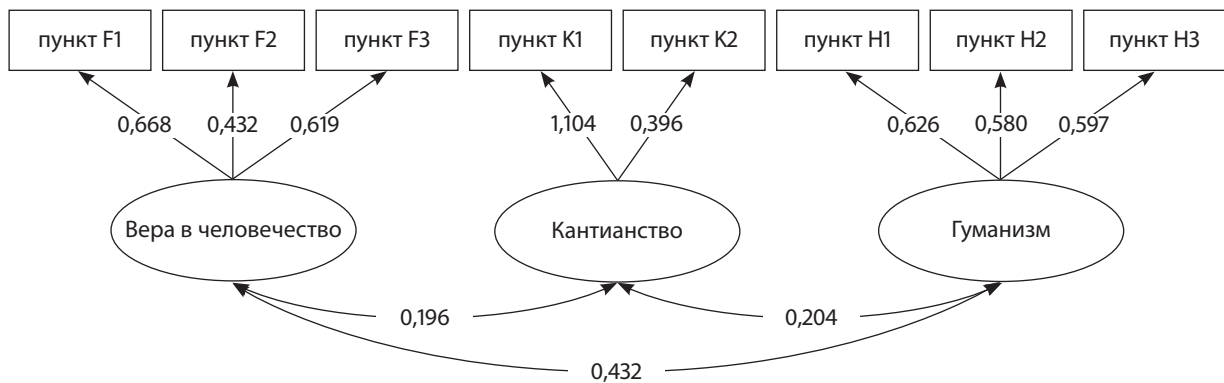 пункт F1
пункт F2
пункт F3
пункт K1
пункт K2
пункт H1
пункт H2
пункт H3
0,668
0,432
0,619
1,104
0,396
0,626
0,580
0,597
Вера в человечество
Кантианство
Гуманизм
0,196
0,204
0,432